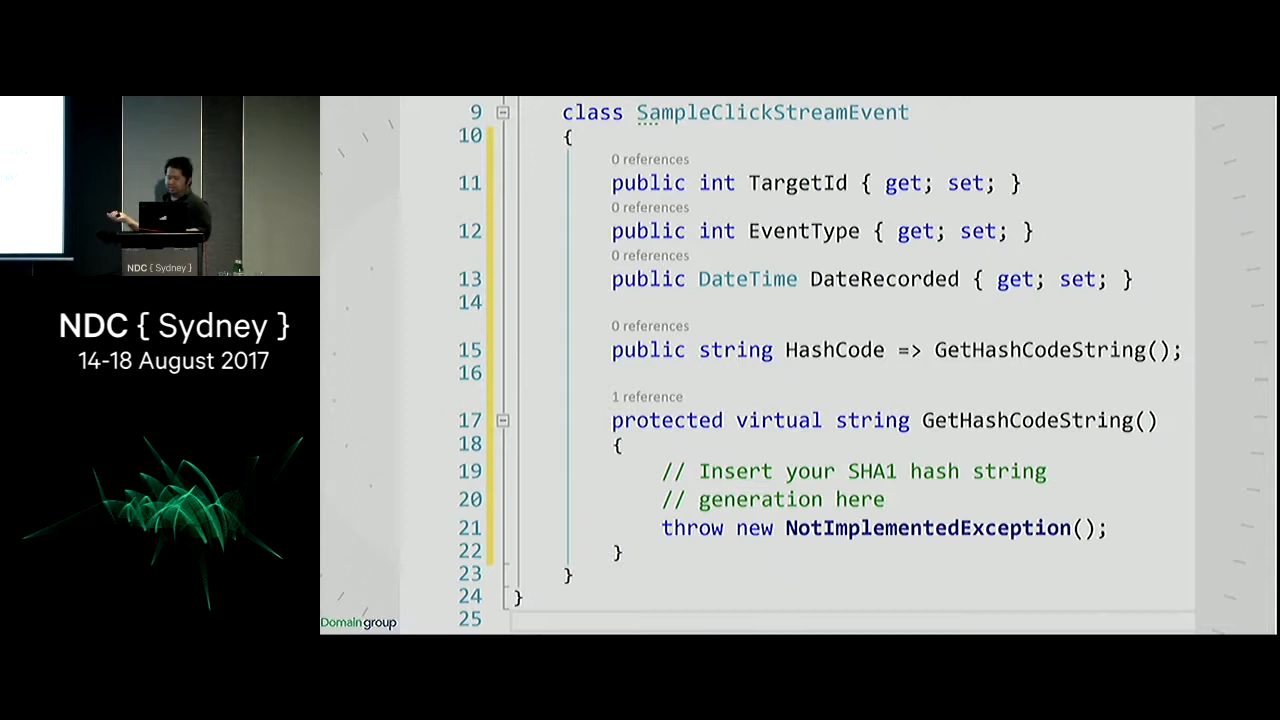 NDC { Sydney }
NDC { Sydney }
14-18 August 2017
9 class SampleClickStreamEvent
10 {
0 references
11 public int TargetId { get; set; }
0 references
12 public int EventType { get; set; }
0 references
13 public DateTime DateRecorded { get; set; }
14
0 references
15 public string HashCode => GetHashCodeString();
16
1 reference
17 protected virtual string GetHashCodeString()
18 {
19 // Insert your SHA1 hash string
20 // generation here
21 throw new NotImplementedException();
22 }
23 }
24 }
25
Domain group